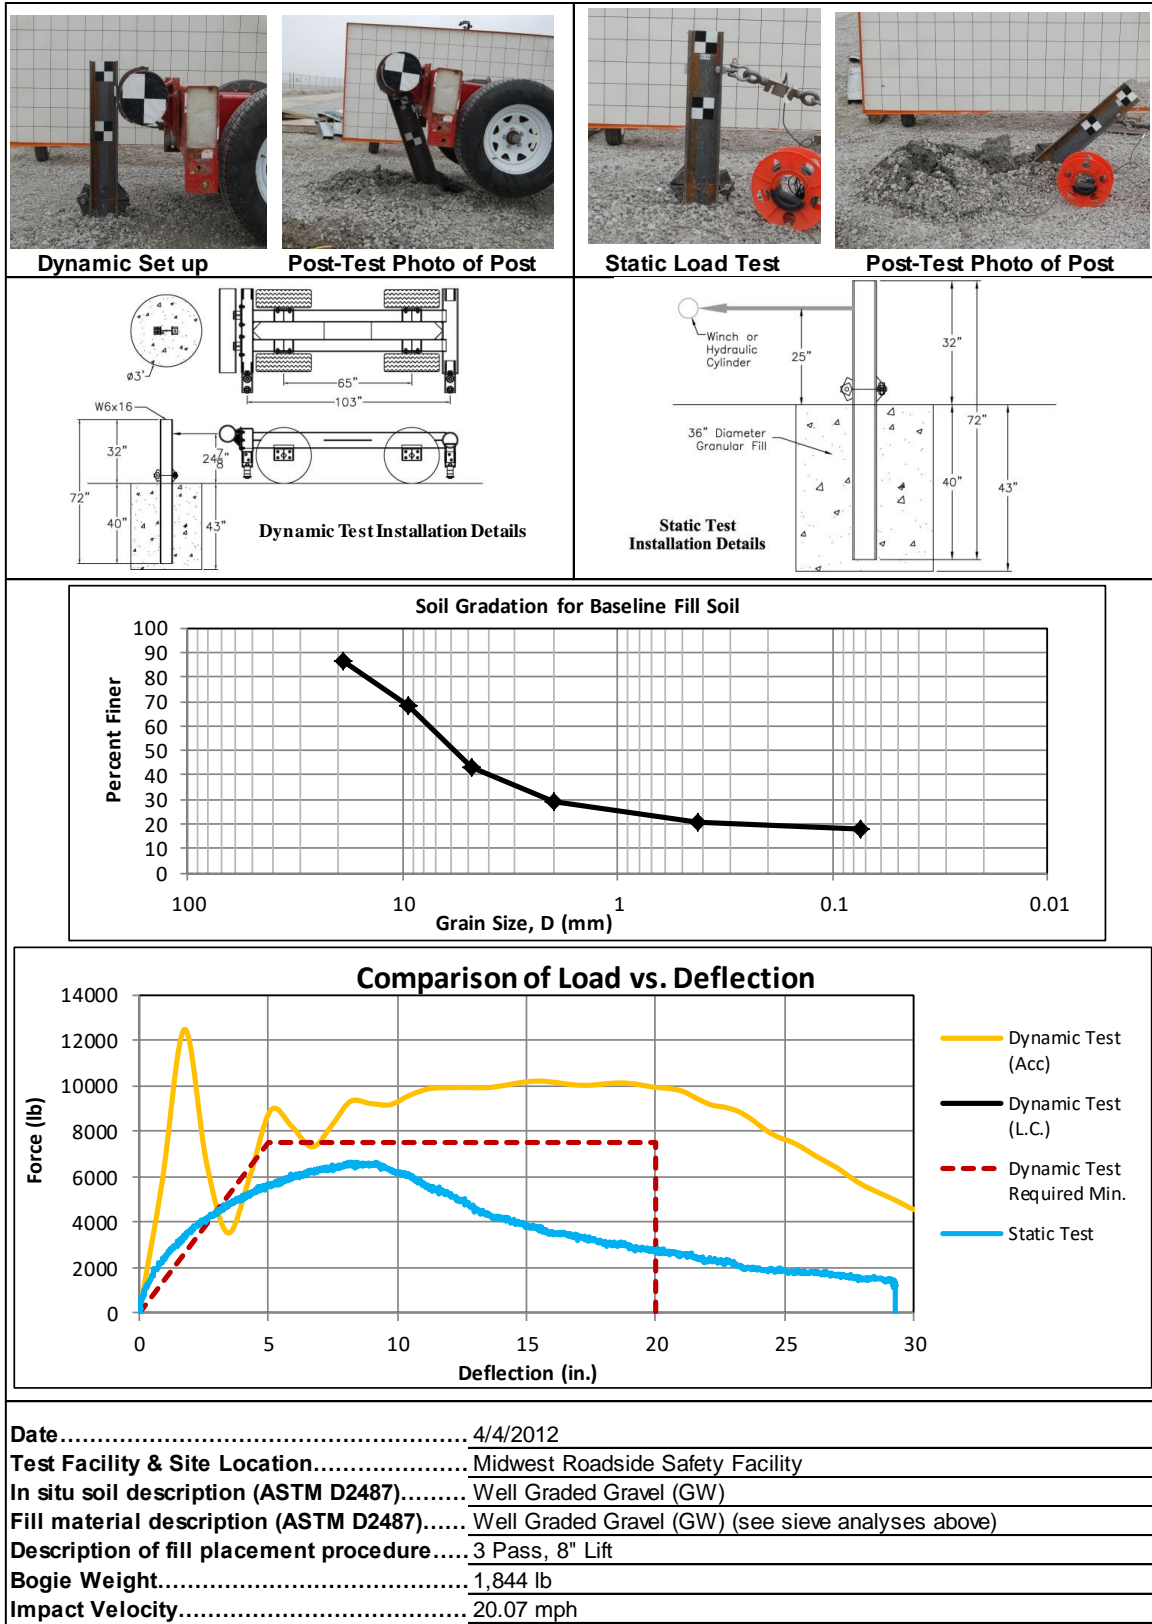 Dynamic Set up
Post-Test Photo of Post
Static Load Test
Post-Test Photo of Post
ø3'
65"
103"
W6x16
32"
24 7/8"
72"
40"
43"
Dynamic Test Installation Details
Winch or
Hydraulic
Cylinder
25"
32"
36" Diameter
Granular Fill
72"
40"
43"
Static Test
Installation Details
Soil Gradation for Baseline Fill Soil
Percent Finer
100
90
80
70
60
50
40
30
20
10
0
100 10 1 0.1 0.01
Grain Size, D (mm)
Comparison of Load vs. Deflection
Force (lb)
14000
12000
10000
8000
6000
4000
2000
0
0 5 10 15 20 25 30
Deflection (in.)
Dynamic Test
(Acc)
Dynamic Test
(L.C.)
Dynamic Test
Required Min.
Static Test
Date.................................................... 4/4/2012
Test Facility & Site Location.................... Midwest Roadside Safety Facility
In situ soil description (ASTM D2487)......... Well Graded Gravel (GW)
Fill material description (ASTM D2487)...... Well Graded Gravel (GW) (see sieve analyses above)
Description of fill placement procedure..... 3 Pass, 8" Lift
Bogie Weight........................................ 1,844 lb
Impact Velocity..................................... 20.07 mph